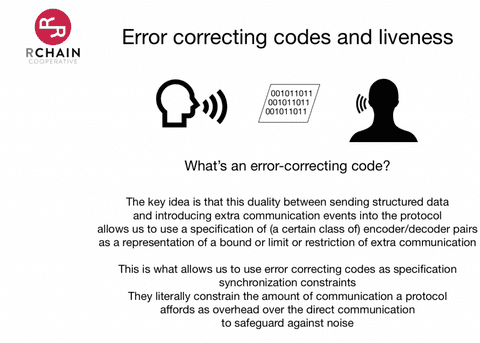 RCHAIN
COOPERATIVE
Error correcting codes and liveness
001011011
001011011
001011011
What's an error-correcting code?
The key idea is that this duality between sending structured data
and introducing extra communication events into the protocol
allows us to use a specification of (a certain class of) encoder/decoder pairs
as a representation of a bound or limit or restriction of extra communication
This is what allows us to use error correcting codes as specification
synchronization constraints
They literally constrain the amount of communication a protocol
affords as overhead over the direct communication
to safeguard against noise